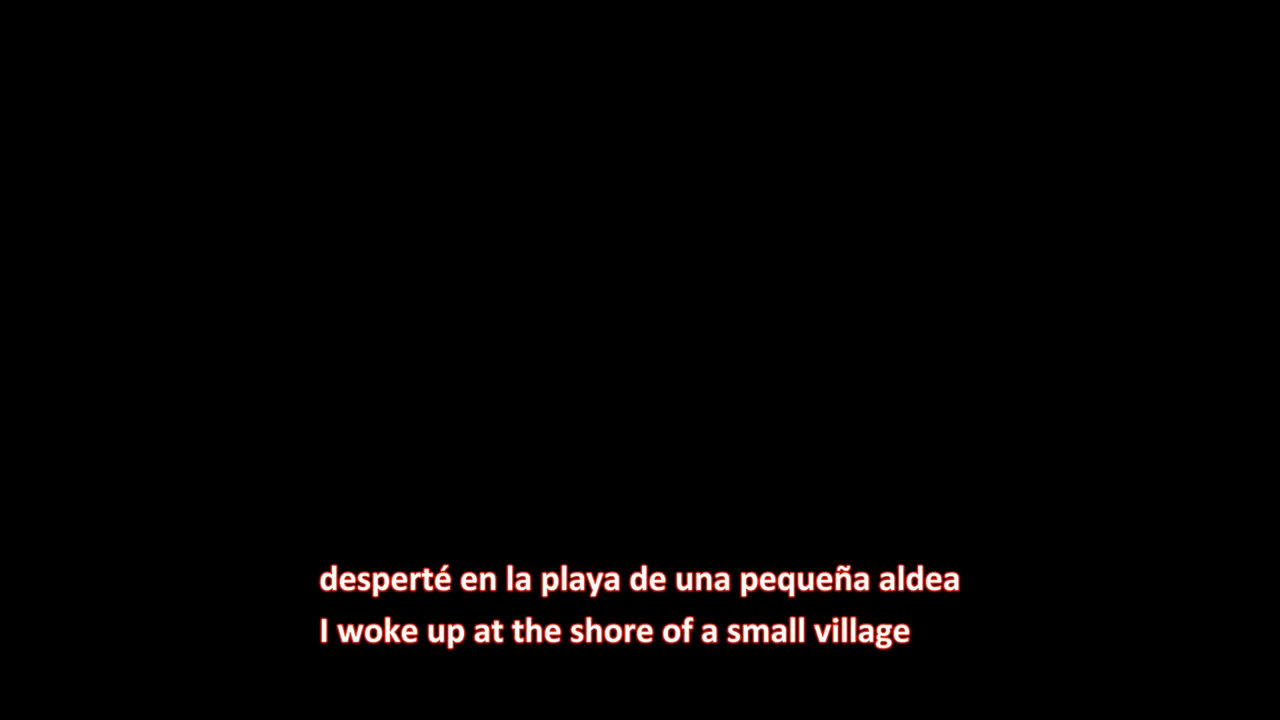 desperté en la playa de una pequeña aldea
I woke up at the shore of a small village